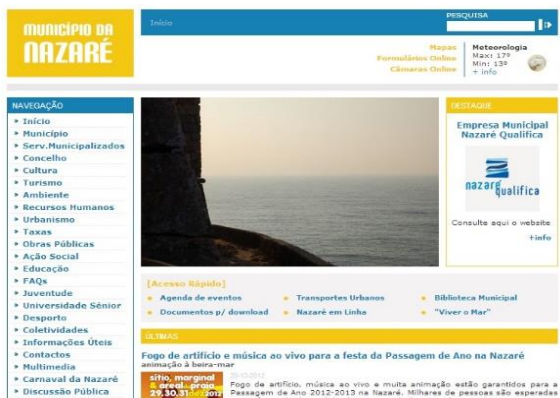 MUNICÍPIO DA
NAZARÉ
Início
PESQUISA
Mapas
Formulários Online
Câmaras Online
Meteorologia
Max: 17º
Min: 13º
+ info
NAVEGAÇÃO
Início
Município
Serv.Municipalizados
Concelho
Cultura
Turismo
Ambiente
Recursos Humanos
Urbanismo
Taxas
Obras Públicas
Ação Social
Educação
FAQs
Juventude
Universidade Sénior
Desporto
Coletividades
Informações Úteis
Contactos
Multimedia
Carnaval da Nazaré
Discussão Pública
DESTAQUE
Empresa Municipal
Nazaré Qualifica
nazaré
qualifica
Consulte aqui o website
+info
[Acesso Rápido]
Agenda de eventos
Transportes Urbanos
Biblioteca Municipal
Documentos p/ download
Nazaré em Linha
"Viver o Mar"
ÚLTIMAS
Fogo de artifício e música ao vivo para a festa da Passagem de Ano na Nazaré
animação à beira-mar
sítio, marginal
& areal. praia
29.30.31 2012
Fogo de artifício, música ao vivo e muita animação estão garantidos para a
Passagem de Ano 2012-2013 na Nazaré. Milhares de pessoas são esperadas